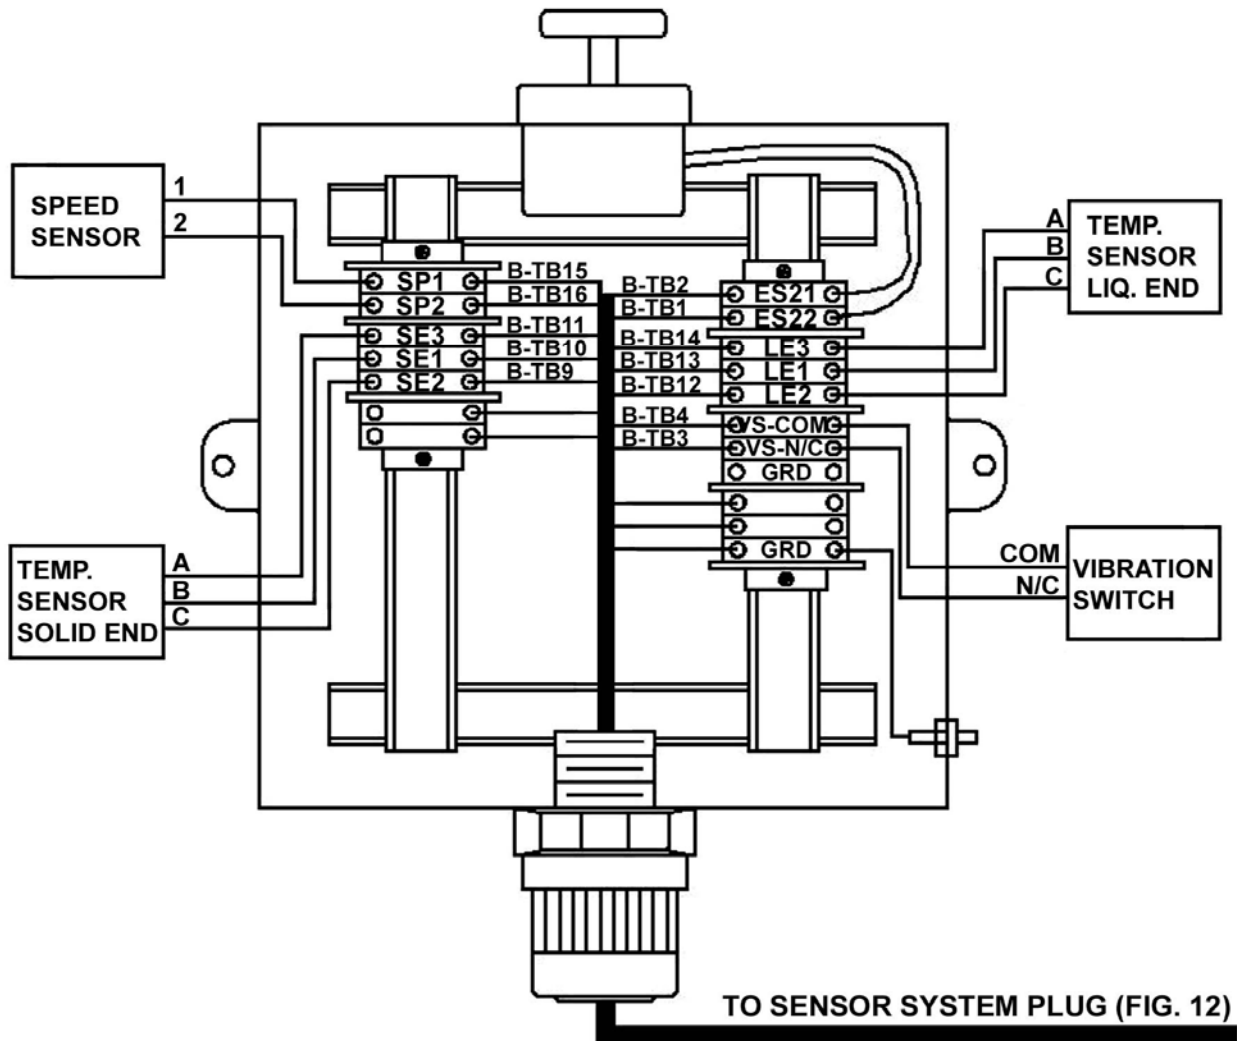 1
2
SPEED
SENSOR
A
B
C
TEMP.
SENSOR
LIQ. END
SP1
SP2
SE3
SE1
SE2
B-TB15
B-TB16
B-TB11
B-TB10
B-TB9
B-TB2
B-TB1
B-TB14
B-TB13
B-TB12
B-TB4
B-TB3
ES21
ES22
LE3
LE1
LE2
VS-COM
VS-N/C
GRD
GRD
A
B
C
TEMP.
SENSOR
SOLID END
COM
N/C
VIBRATION
SWITCH
TO SENSOR SYSTEM PLUG (FIG. 12)